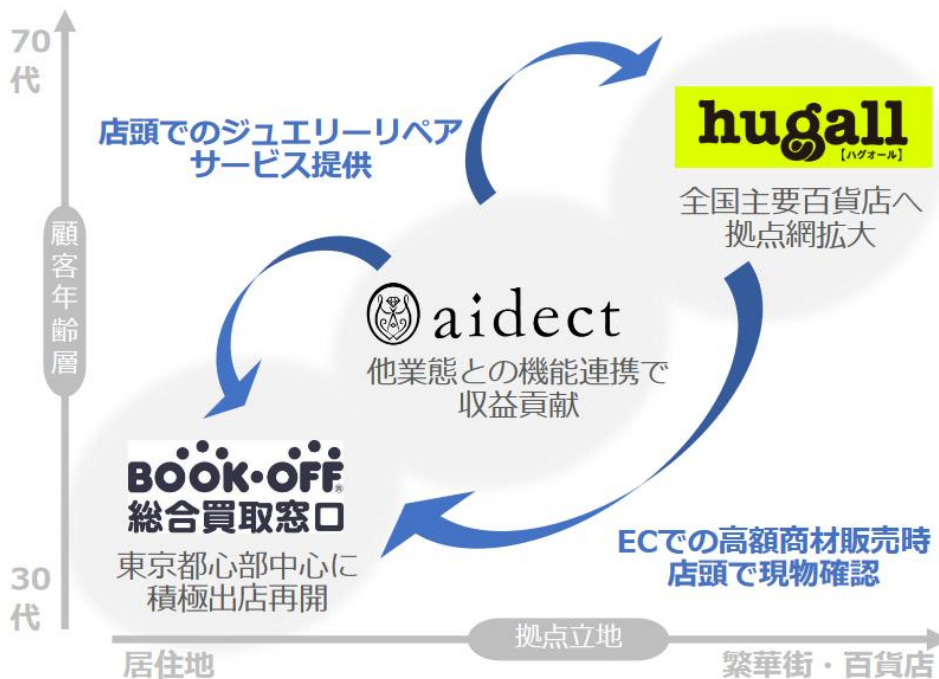 70
代
店頭でのジュエリーリペア
サービス提供
hugall
【ハグオール】
全国主要百貨店へ
拠点網拡大
顧客年齢層
aidect
他業態との機能連携で
収益貢献
BOOK・OFF®
総合買取窓口
東京都心部中心に
積極出店再開
ECでの高額商材販売時
店頭で現物確認
30
代
拠点立地
居住地
繁華街・百貨店